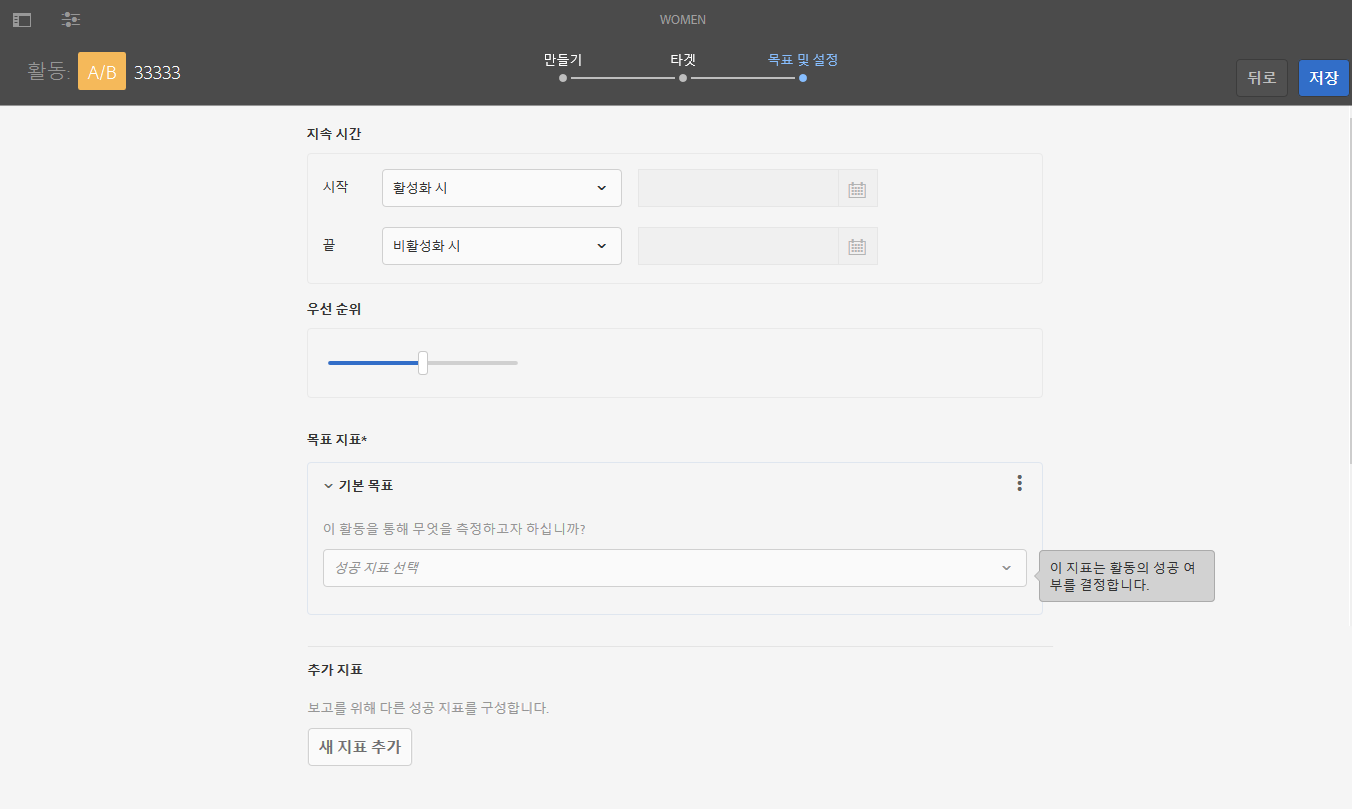 WOMEN
활동: A/B 33333
만들기 타겟 목표 및 설정
뒤로 저장
지속 시간
시작 활성화 시
끝 비활성화 시
우선 순위
목표 지표*
기본 목표
이 활동을 통해 무엇을 측정하고자 하십니까?
성공 지표 선택
이 지표는 활동의 성공 여
부를 결정합니다.
추가 지표
보고를 위해 다른 성공 지표를 구성합니다.
새 지표 추가